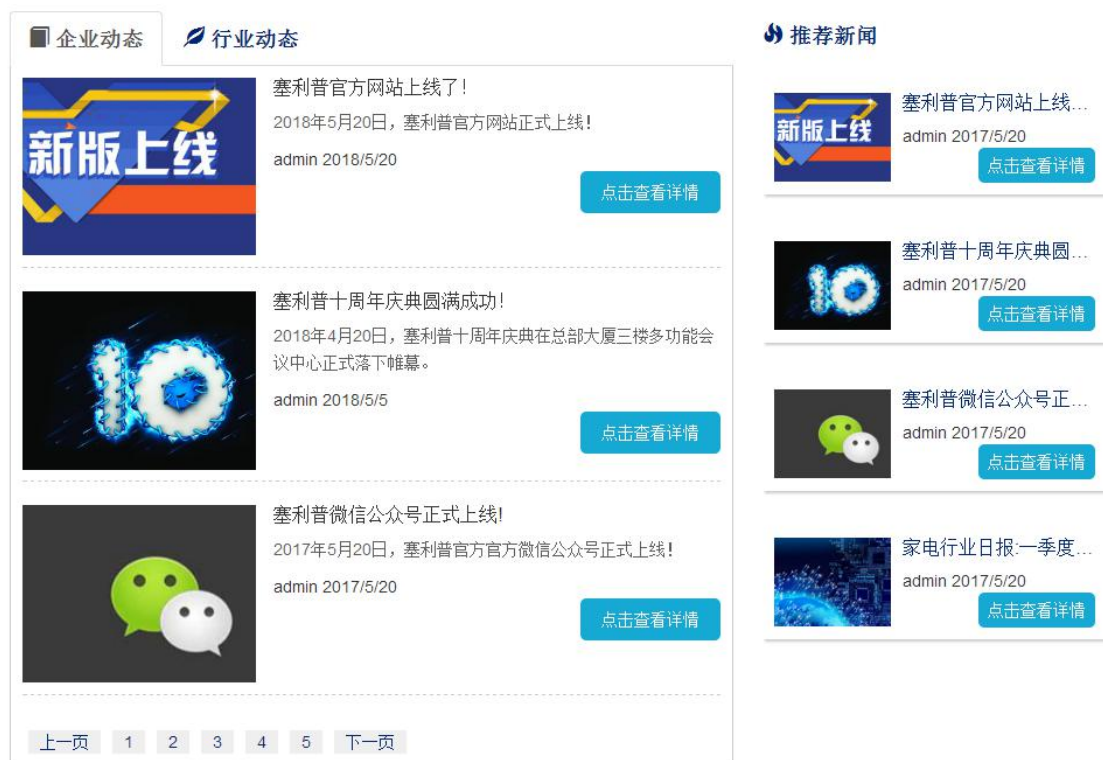 企业动态
行业动态
新版上线
塞利普官方网站上线了！
2018年5月20日，塞利普官方网站正式上线！
admin 2018/5/20
点击查看详情
10
塞利普十周年庆典圆满成功！
2018年4月20日，塞利普十周年庆典在总部大厦三楼多功能会
议中心正式落下帷幕。
admin 2018/5/5
点击查看详情
塞利普微信公众号正式上线!
2017年5月20日，塞利普官方官方微信公众号正式上线！
admin 2017/5/20
点击查看详情
上一页 1 2 3 4 5 下一页
推荐新闻
新版上线
塞利普官方网站上线...
admin 2017/5/20
点击查看详情
10
塞利普十周年庆典圆...
admin 2017/5/20
点击查看详情
塞利普微信公众号正...
admin 2017/5/20
点击查看详情
家电行业日报:一季度...
admin 2017/5/20
点击查看详情